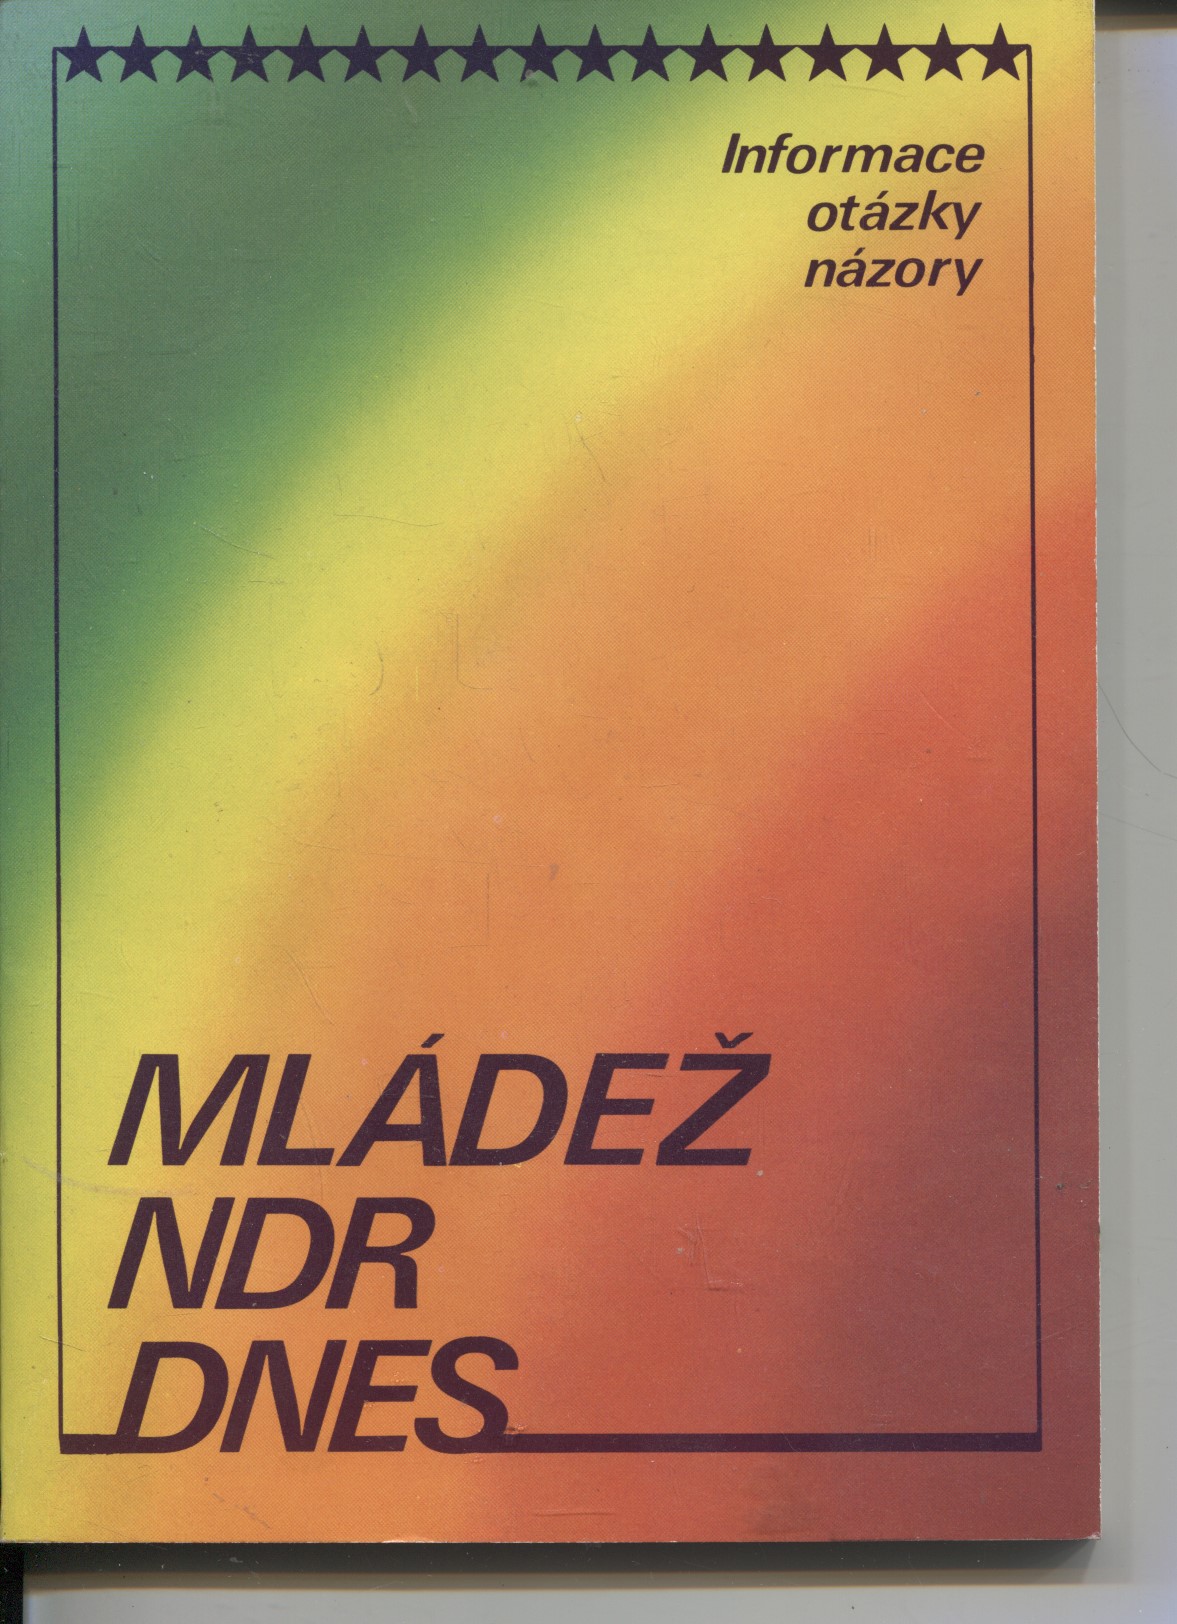 Informace
otázky
názory
MLÁDEŽ
NDR
DNES